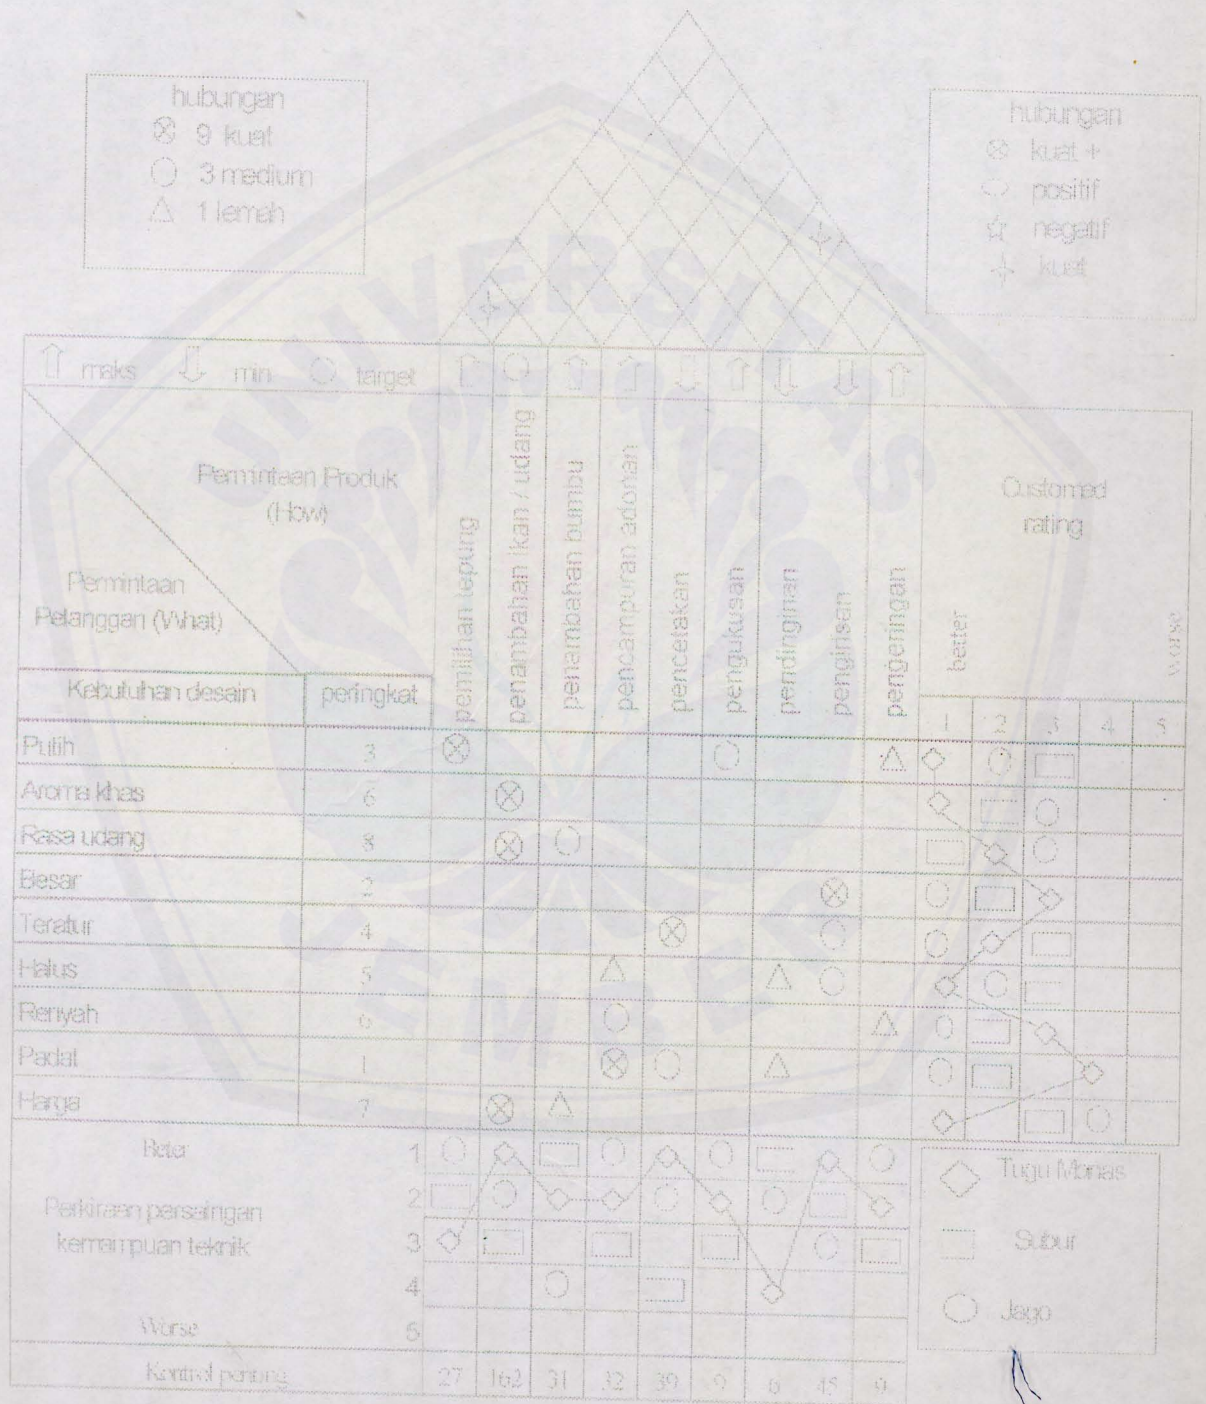 hubungan
9 kuat
3 medium
1 lemah
hubungan
kuat +
positif
negatif
kuat
UNIVERSITAS
JEMBER
maks min target
Permintaan Produk
(How)
Permintaan
Pelanggan (What)
pemilihan tepung
penambahan ikan / udang
penambahan bumbu
pencampuran adonan
pencetakan
pengukusan
pendinginan
pengirisan
pengeringan
Customed
rating
better
worse
Kebutuhan desain peringkat 1 2 3 4 5
Putih 3
Aroma khas 6
Rasa udang 8
Besar 2
Teratur 4
Halus 5
Renyah 6
Padat 1
Harga 7
Beter 1
2
Perkiraan persaingan
kemampuan teknik 3
4
Worse 5
Kontrol penting 27 162 31 32 39 9 6 45 9
Tugu Monas
Subur
Jago